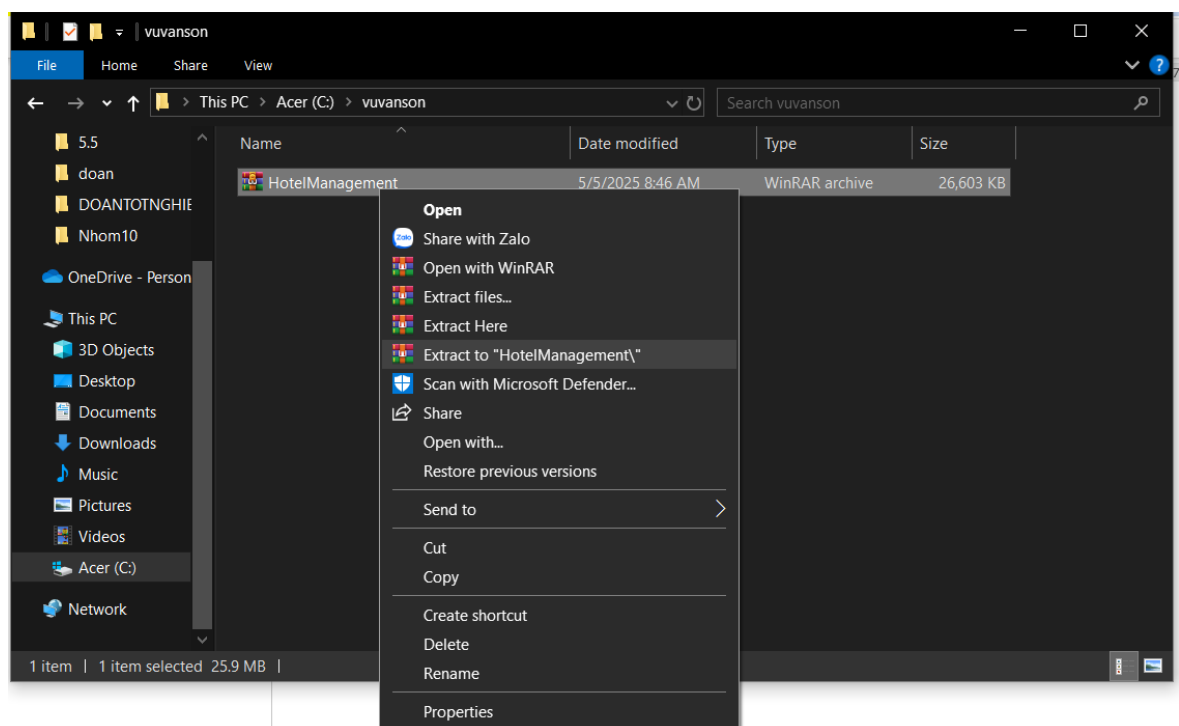 vuvanson
File Home Share View
This PC > Acer (C:) > vuvanson
Search vuvanson
Name Date modified Type Size
HotelManagement 5/5/2025 8:46 AM WinRAR archive 26,603 KB
5.5
doan
DOANTOTNGHIE
Nhom10
OneDrive - Person
This PC
3D Objects
Desktop
Documents
Downloads
Music
Pictures
Videos
Acer (C:)
Network
Open
Zalo
Share with Zalo
Open with WinRAR
Extract files...
Extract Here
Extract to "HotelManagement\"
Scan with Microsoft Defender...
Share
Open with...
Restore previous versions
Send to
Cut
Copy
Create shortcut
Delete
Rename
Properties
1 item | 1 item selected 25.9 MB |